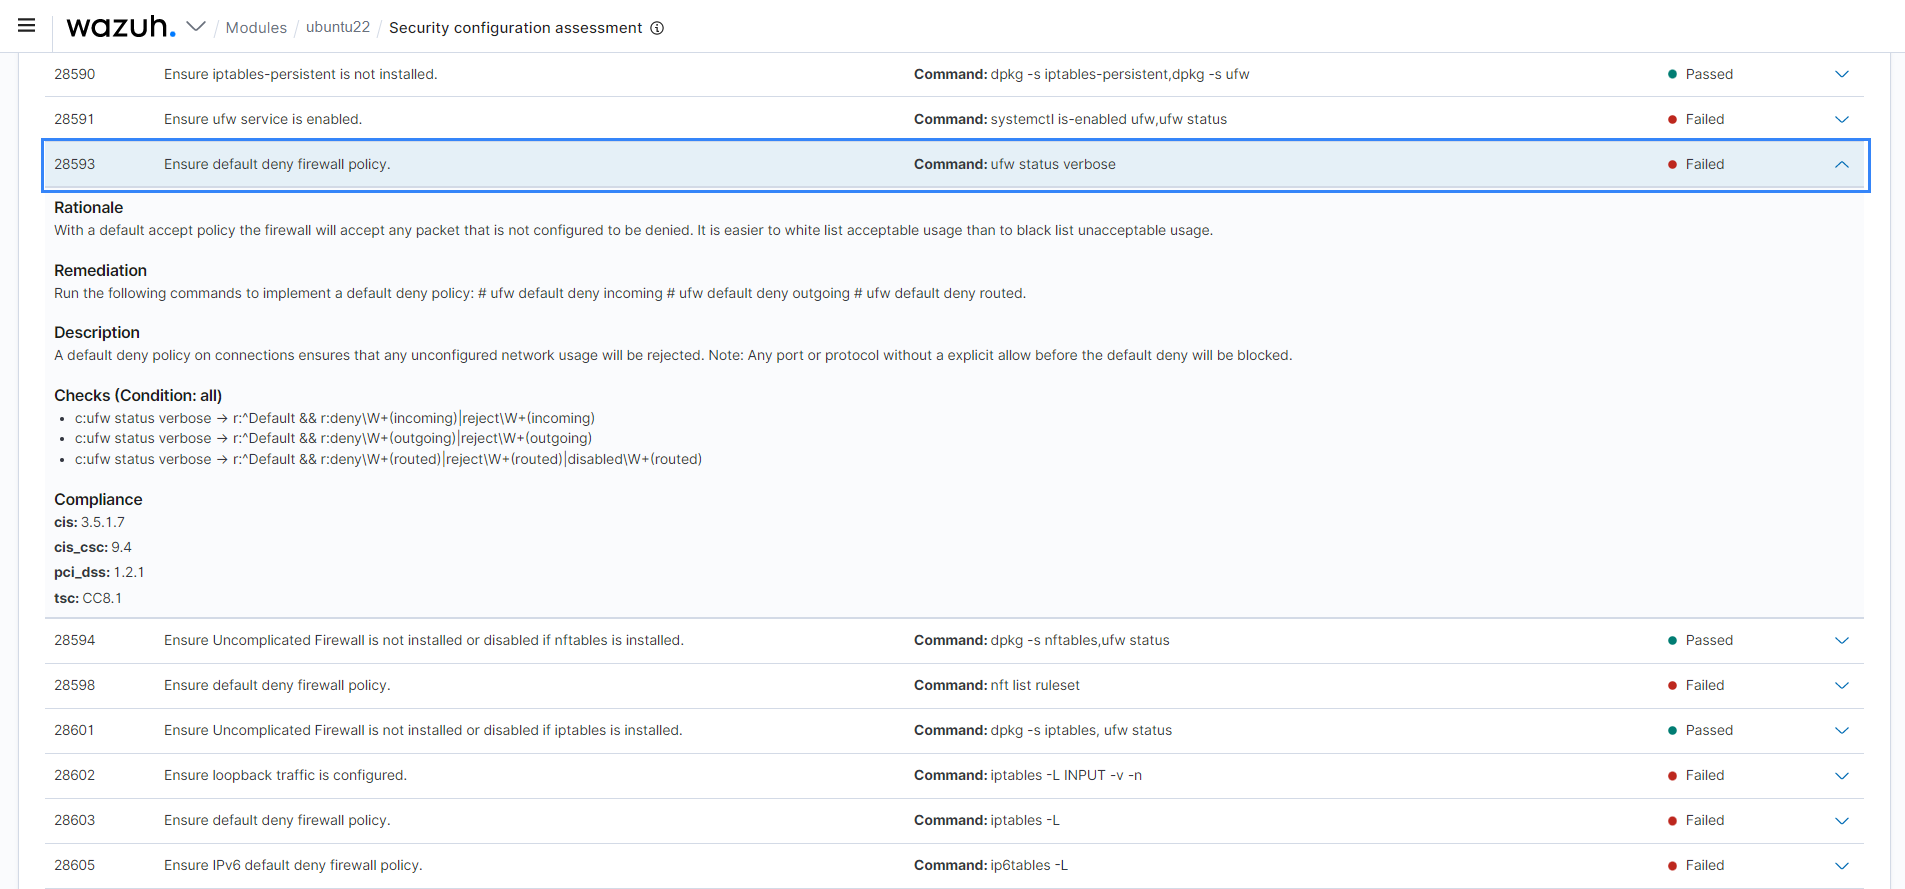 wazuh. / Modules / ubuntu22 / Security configuration assessment
28590 Ensure iptables-persistent is not installed. Command: dpkg -s iptables-persistent,dpkg -s ufw Passed
28591 Ensure ufw service is enabled. Command: systemctl is-enabled ufw,ufw status Failed
28593 Ensure default deny firewall policy. Command: ufw status verbose Failed
Rationale
With a default accept policy the firewall will accept any packet that is not configured to be denied. It is easier to white list acceptable usage than to black list unacceptable usage.
Remediation
Run the following commands to implement a default deny policy: # ufw default deny incoming # ufw default deny outgoing # ufw default deny routed.
Description
A default deny policy on connections ensures that any unconfigured network usage will be rejected. Note: Any port or protocol without a explicit allow before the default deny will be blocked.
Checks (Condition: all)
• c:ufw status verbose → r:^Default && r:deny\W+(incoming)|reject\W+(incoming)
• c:ufw status verbose → r:^Default && r:deny\W+(outgoing)|reject\W+(outgoing)
• c:ufw status verbose → r:^Default && r:deny\W+(routed)|reject\W+(routed)|disabled\W+(routed)
Compliance
cis: 3.5.1.7
cis_csc: 9.4
pci_dss: 1.2.1
tsc: CC8.1
28594 Ensure Uncomplicated Firewall is not installed or disabled if nftables is installed. Command: dpkg -s nftables,ufw status Passed
28598 Ensure default deny firewall policy. Command: nft list ruleset Failed
28601 Ensure Uncomplicated Firewall is not installed or disabled if iptables is installed. Command: dpkg -s iptables, ufw status Passed
28602 Ensure loopback traffic is configured. Command: iptables -L INPUT -v -n Failed
28603 Ensure default deny firewall policy. Command: iptables -L Failed
28605 Ensure IPv6 default deny firewall policy. Command: ip6tables -L Failed